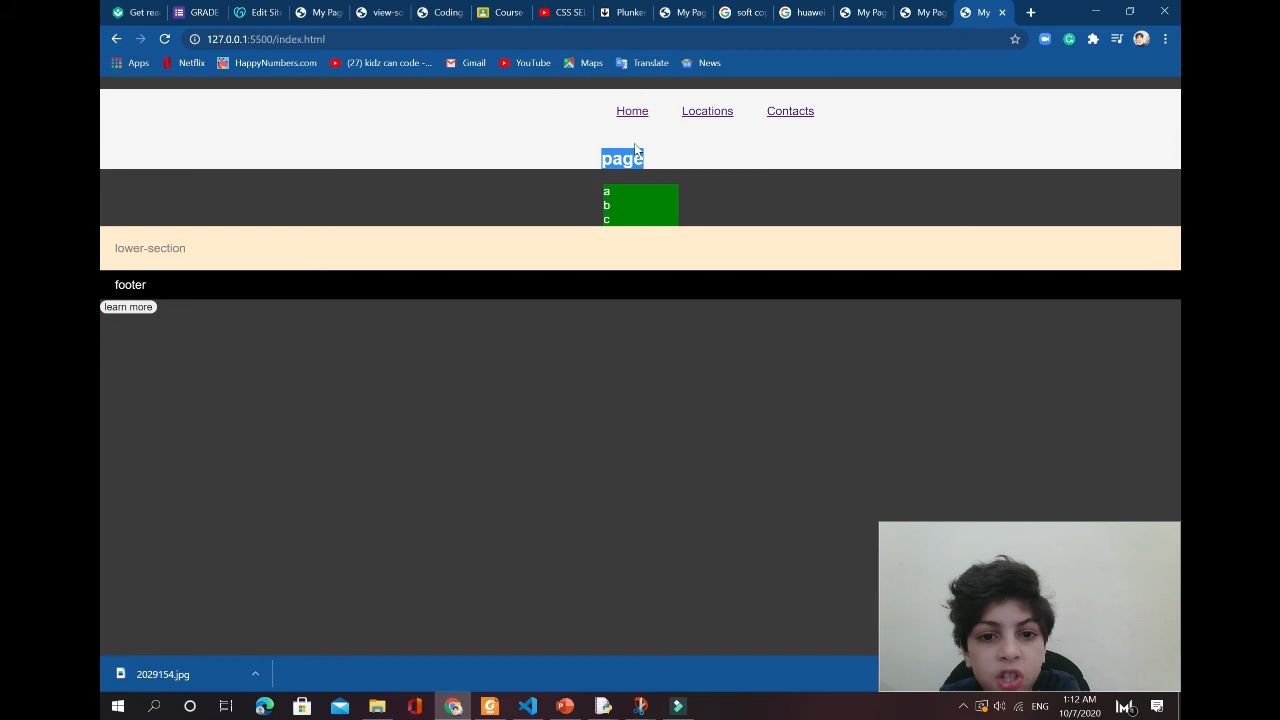 Get rea
GRADE
Edit Sit
My Pag
view-so
Coding
Course
CSS SEL
Plunke
My Pag
soft co
huawei
My Pag
My Pag
My
127.0.0.1:5500/index.html
Apps
Netflix
HappyNumbers.com
(27) kidz can code -...
Gmail
YouTube
Maps
Translate
News
Home
Locations
Contacts
page
a
b
c
lower-section
footer
learn more
2029154.jpg
ENG
1:12 AM
10/7/2020